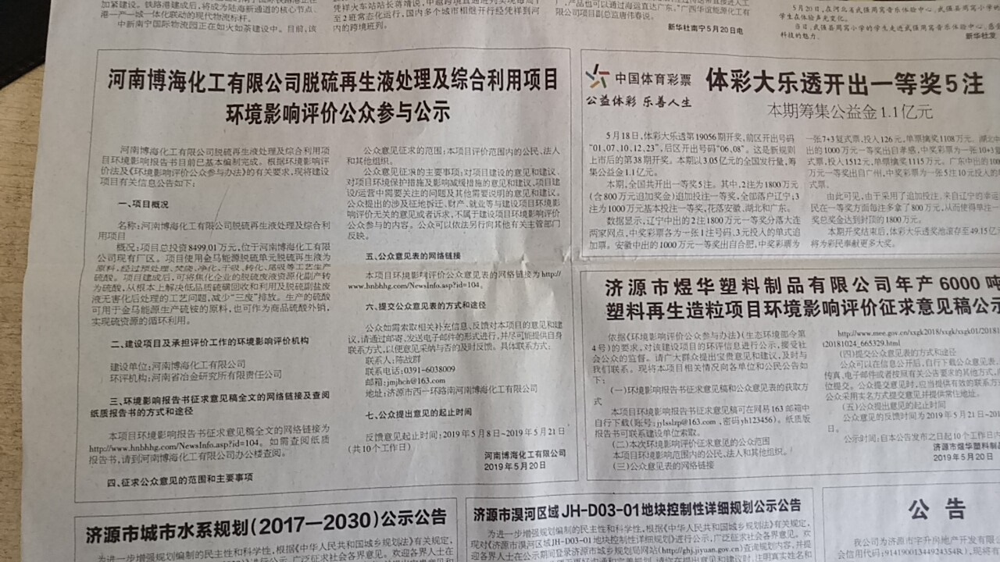 加紧建设。铁路港建成后,将成为陆海新通道的核心节点、
港—产—城一体化联动的现代物流标杆。
中新南宁国际物流园正在如火如荼建设中。目前,该
2班常态化运行,国内多个城市相继开行经凭祥到河
内的跨境班列。
限公司项目副总监唐伟春说。
新华社南宁5月20日电
5月20日,在河北省武强县周窝音乐体验中心,武强县周窝小学的
学生在体验声光变化。
当日,武强县周窝小学的学生走进武强周窝音乐体验中心,感受
科技的魅力。
新华社发
河南博海化工有限公司脱硫再生液处理及综合利用项目
环境影响评价公众参与公示
河南博海化工有限公司脱硫再生液处理及综合利用项
目环境影响报告书目前已基本编制完成。根据环境影响评
价法及《环境影响评价公众参与办法》的有关要求,现将建设
项目有关信息公告如下:
一、项目概况
名称:河南博海化工有限公司脱硫再生液处理及综合利
用项目
概况:项目总投资8499.01万元,位于河南博海化工有限
公司现有厂区。项目使用金马能源脱硫单元脱硫再生液为
原料,经过预处理、焚烧、净化、干吸、转化、尾吸等工艺生产
硫酸。项目建成后,可将焦化企业的脱硫废液资源化副产转
为硫酸,从根本上解决低品质硫磺回收和利用及脱硫副盐废
液无害化后处理的工艺问题,减少“三废”排放。生产的硫酸
可用于金马能源生产硫铵的原料,也可作为商品硫酸外销,
实现硫资源的循环利用。
二、建设项目及承担评价工作的环境影响评价机构
建设单位:河南博海化工有限公司
环评机构:河南省冶金研究所有限责任公司
三、环境影响报告书征求意见稿全文的网络链接及查阅
纸质报告书的方式和途径
本项目环境影响报告书征求意见稿全文的网络链接为
http://www.hnbhhg.com/NewsInfo.asp?id=104。如需查阅纸质
报告书,请到河南博海化工有限公司办公楼查阅。
四、征求公众意见的范围和主要事项
公众意见征求的范围:本项目评价范围内的公民、法人
和其他组织。
公众意见征求的主要事项:对项目建设的意见和建议、
对项目环境保护措施及影响减缓措施的意见和建议,项目建
设/运营中需要关注的问题及其他需要说明的意见和建议。
公众提出的涉及征地拆迁、财产、就业等与建设项目环境影
响评价无关的意见或者诉求,不属于建设项目环境影响评价
公众参与的内容。公众可以依法另行向其他有关主管部门
反映。
五、公众意见表的网络链接
本项目环境影响评价公众意见表的网络链接为http://
www.hnbhhg.com/NewsInfo.asp?id=104。
六、提交公众意见表的方式和途径
公众如需索取相关补充信息、反馈对本项目的意见和建
议,请通过邮寄、发送电子邮件的形式进行,并尽可能提供自身
联系方式,以便意见采纳与否的及时反馈。具体联系方式:
联系人:陈战群
联系电话:0391-6038009
邮箱:jmjhch@163.com
地址:济源市西一环路南河南博海化工有限公司
七、公众提出意见的起止时间
反馈意见起止时间:2019年5月8日~2019年5月21日
(共10个工作日)
河南博海化工有限公司
2019年5月20日
中国体育彩票
公益体彩 乐善人生
体彩大乐透开出一等奖5注
本期筹集公益金1.1亿元
5月18日,体彩大乐透第19056期开奖,前区开出号码
“01、07、10、12、23”,后区开出号码“06、08”。这是新规则
上市后的第38期开奖。本期以3.05亿元的全国发行量,筹
集公益金1.1亿元。
本期,全国共开出一等奖5注。其中,2注为1800万元
(含800万元追加奖金)追加投注一等奖,全部落户辽宁;3
注为1000万元基本投注一等奖,花落安徽、湖北和广东。
数据显示,辽宁中出的2注1800万元一等奖分落大连
两家网点,中奖彩票各为一张1注号码、3元投入的单式追
加票。安徽中出的1000万元一等奖出自合肥,中奖彩票为
一张7+3复式票,投入126元,单票擒奖1108万元。湖北中
出的1000万元一等奖出自孝感,中奖彩票为一张10+3复
式票,投入1512元,单票擒奖1115万元。广东中出的1000
万元一等奖出自广州,中奖彩票为一张5注10元投入的
式票。
由此可见,由于采用了追加投注,来自辽宁的幸运
民在一等奖方面每注多拿了800万元,从而使得单注一
奖总奖金达到封顶的1800万元。
本期开奖结束后,体彩大乐透奖池滚存至49.15亿
将为彩民奉献更多大奖。
济源市煜华塑料制品有限公司年产6000吨
塑料再生造粒项目环境影响评价征求意见稿公示
依据《环境影响评价公众参与办法》(生态环境部令第
4号)的要求,对该建设项目的环评信息进行公示,接受社
会公众的监督。请广大群众提出宝贵意见和建议,及时与
我们联系。现将本项目相关情况向各单位和公民公告如
下:
(一)环境影响报告书征求意见稿和公众意见表的获取方
式
本项目环境影响报告书征求意见稿可在网易163邮箱中
自行下载(账号:jylsslzp@163.com、密码yh123456)。纸质版
报告书可联系建设单位索取。
(二)本次环境影响评价征求意见的公众范围
本项目环境影响范围内的公民、法人和其他组织。
(三)公众意见表的网络链接
http://www.mee.gov.cn/xxgk2018/xxgk/xxgk01/201810
t20181024_665329.html
(四)提交公众意见表的方式和途径
公众可以在信息公开后,自行下载公众意见表,
传真、电子邮件或者按照有关公告要求的其他方式,
位提交。公众提交意见时,应当提供有效的联系方
公众采用实名方式提交意见并提供常住地址。
(五)公众提出意见的起止时间
公众意见的反馈时间为2019年5月21日~20
日。
公示时间:自本公告发布之日起10个工作日内
济源市煜华塑料制品
2019年5月20日
济源市城市水系规划(2017—2030)公示公告
为进一步增强规划编制的民主性和科学性,根据《中华人民共和国城乡规划法》有关规定,
济源市湨河区域JH-D03-01地块控制性详细规划公示公告
为进一步增强规划编制的民主性和科学性,根据《中华人民共和国城乡规划法》有关规定,
现对《济源市湨河区域JH-D03-01地块控制性详细规划》进行公示,广泛征求社会各界意见。欢
迎各界人士在公示期间登录济源市城乡规划局网站(http://ghj.jiyuan.gov.cn)查询规划内容,并提
公告
我公司为济源市宇升房地产开发有限
会信用代码:91419001344924354R),现将